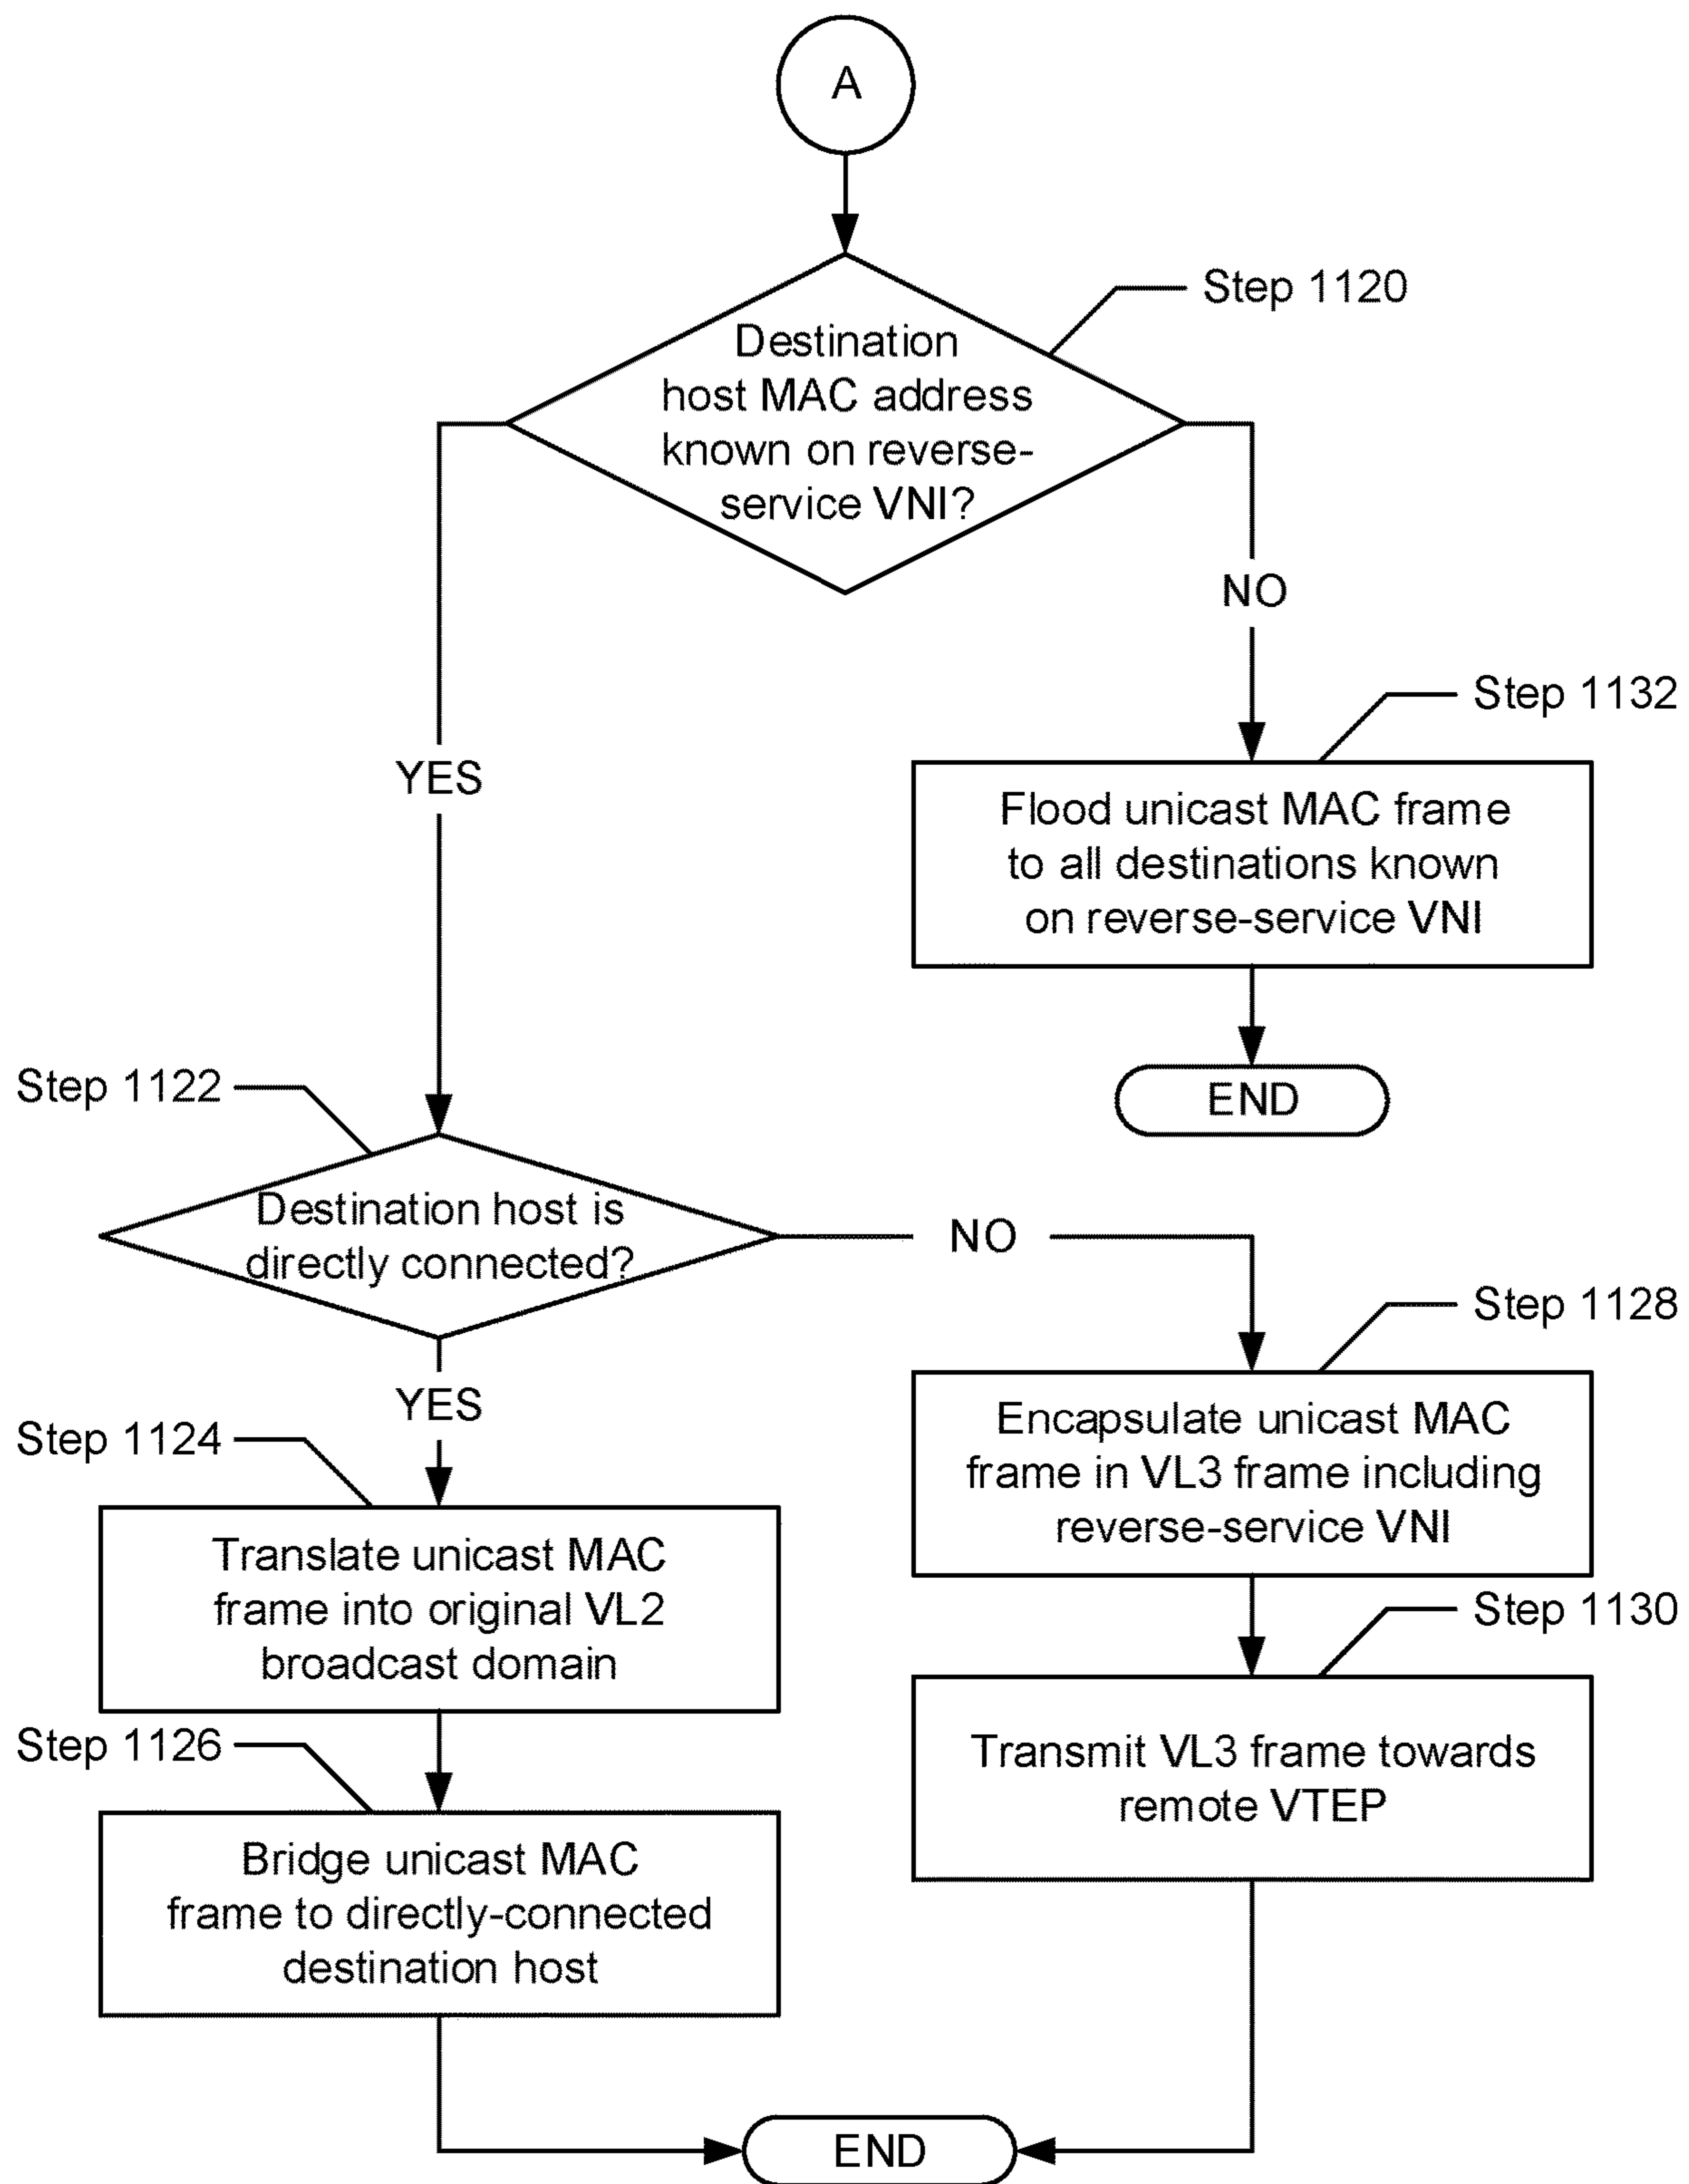 A
Step 1120
Destination
host MAC address
known on reverse-
service VNI?
NO
YES
Step 1132
Flood unicast MAC frame
to all destinations known
on reverse-service VNI
END
Step 1122
Destination host is
directly connected?
NO
YES
Step 1128
Encapsulate unicast MAC
frame in VL3 frame including
reverse-service VNI
Step 1124
Translate unicast MAC
frame into original VL2
broadcast domain
Step 1130
Transmit VL3 frame towards
remote VTEP
Step 1126
Bridge unicast MAC
frame to directly-connected
destination host
END